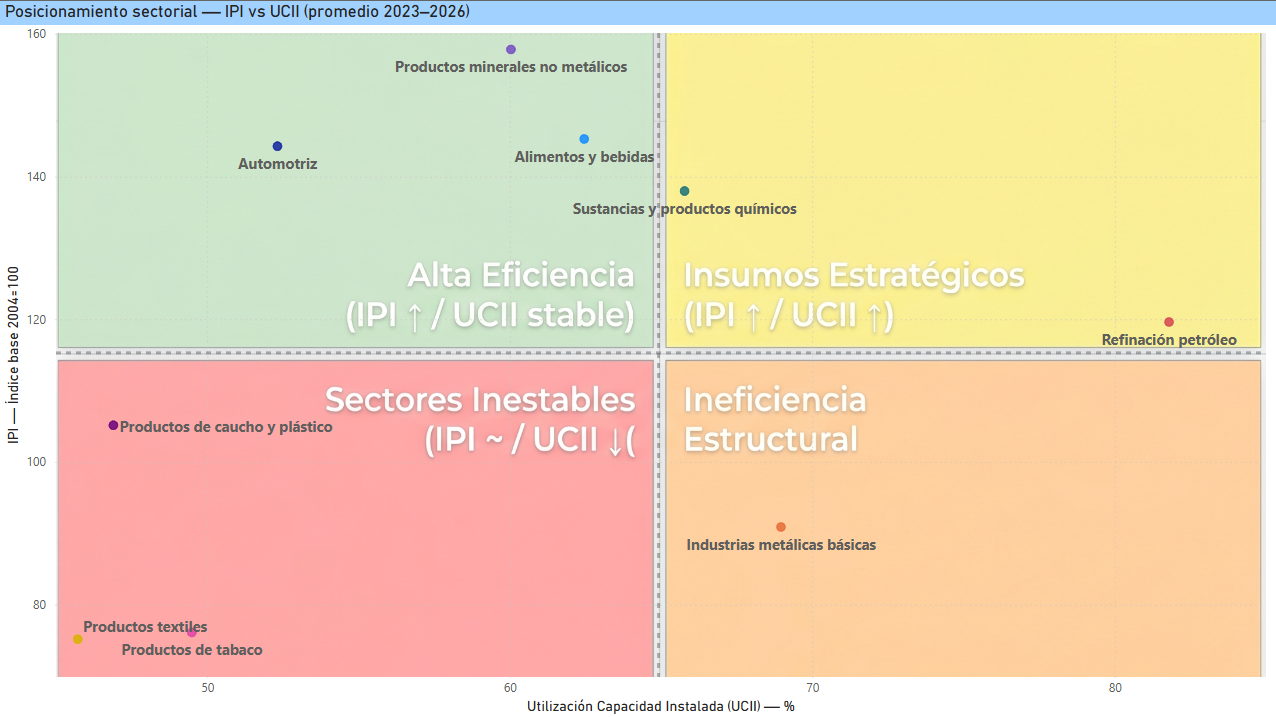 Posicionamiento sectorial — IPI vs UCII (promedio 2023–2026)
160
Productos minerales no metálicos
Automotriz
Alimentos y bebidas
140
Sustancias y productos químicos
Alta Eficiencia
(IPI ↑ / UCII stable)
Insumos Estratégicos
(IPI ↑ / UCII ↑)
120
Refinación petróleo
IPI — Índice base 2004=100
Sectores Inestables
(IPI ~ / UCII ↓(
Ineficiencia
Estructural
Productos de caucho y plástico
100
Industrias metálicas básicas
80
Productos textiles
Productos de tabaco
50
60
70
80
Utilización Capacidad Instalada (UCII) — %